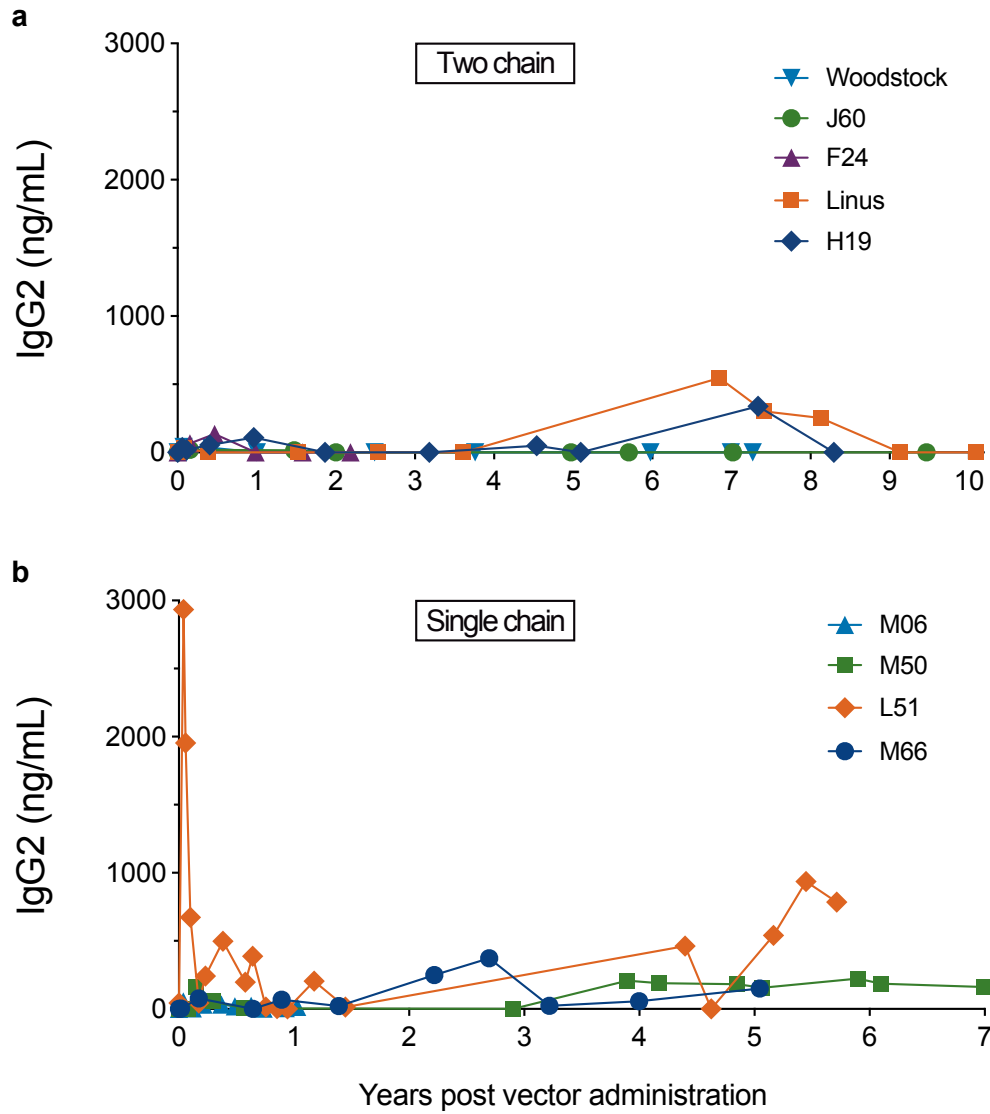 a
3000
2000
1000
0
IgG2 (ng/mL)
Two chain
Woodstock
J60
F24
Linus
H19
0 1 2 3 4 5 6 7 8 9 10
b
3000
2000
1000
0
IgG2 (ng/mL)
Single chain
M06
M50
L51
M66
0 1 2 3 4 5 6 7
Years post vector administration